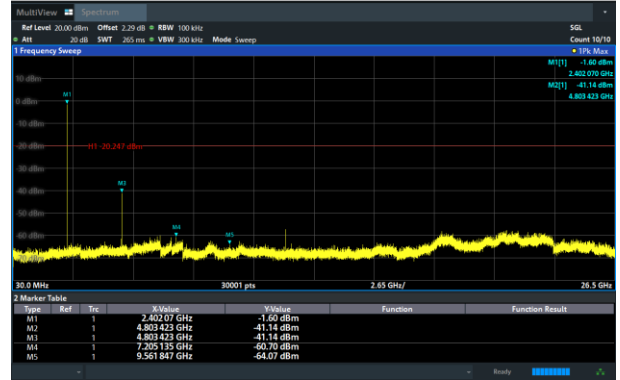 MultiView Spectrum
Ref Level 20.00 dBm Offset 2.29 dB RBW 100 kHz SGL
Att 20 dB SWT 265 ms VBW 300 kHz Mode Sweep Count 10/10
1 Frequency Sweep 1Pk Max
M1[1] -1.60 dBm
2.402 070 GHz
10 dBm M2[1] -41.14 dBm
4.803 423 GHz
M1
0 dBm
-10 dBm
-20 dBm H1 -20.247 dBm
-30 dBm
M3
-40 dBm
-50 dBm
M4
-60 dBm M5
30.0 MHz 30001 pts 2.65 GHz/ 26.5 GHz
2 Marker Table
Type Ref Trc X-Value Y-Value Function Function Result
M1 1 2.402 07 GHz -1.60 dBm
M2 1 4.803 423 GHz -41.14 dBm
M3 1 4.803 423 GHz -41.14 dBm
M4 1 7.205 135 GHz -60.70 dBm
M5 1 9.561 847 GHz -64.07 dBm
Ready